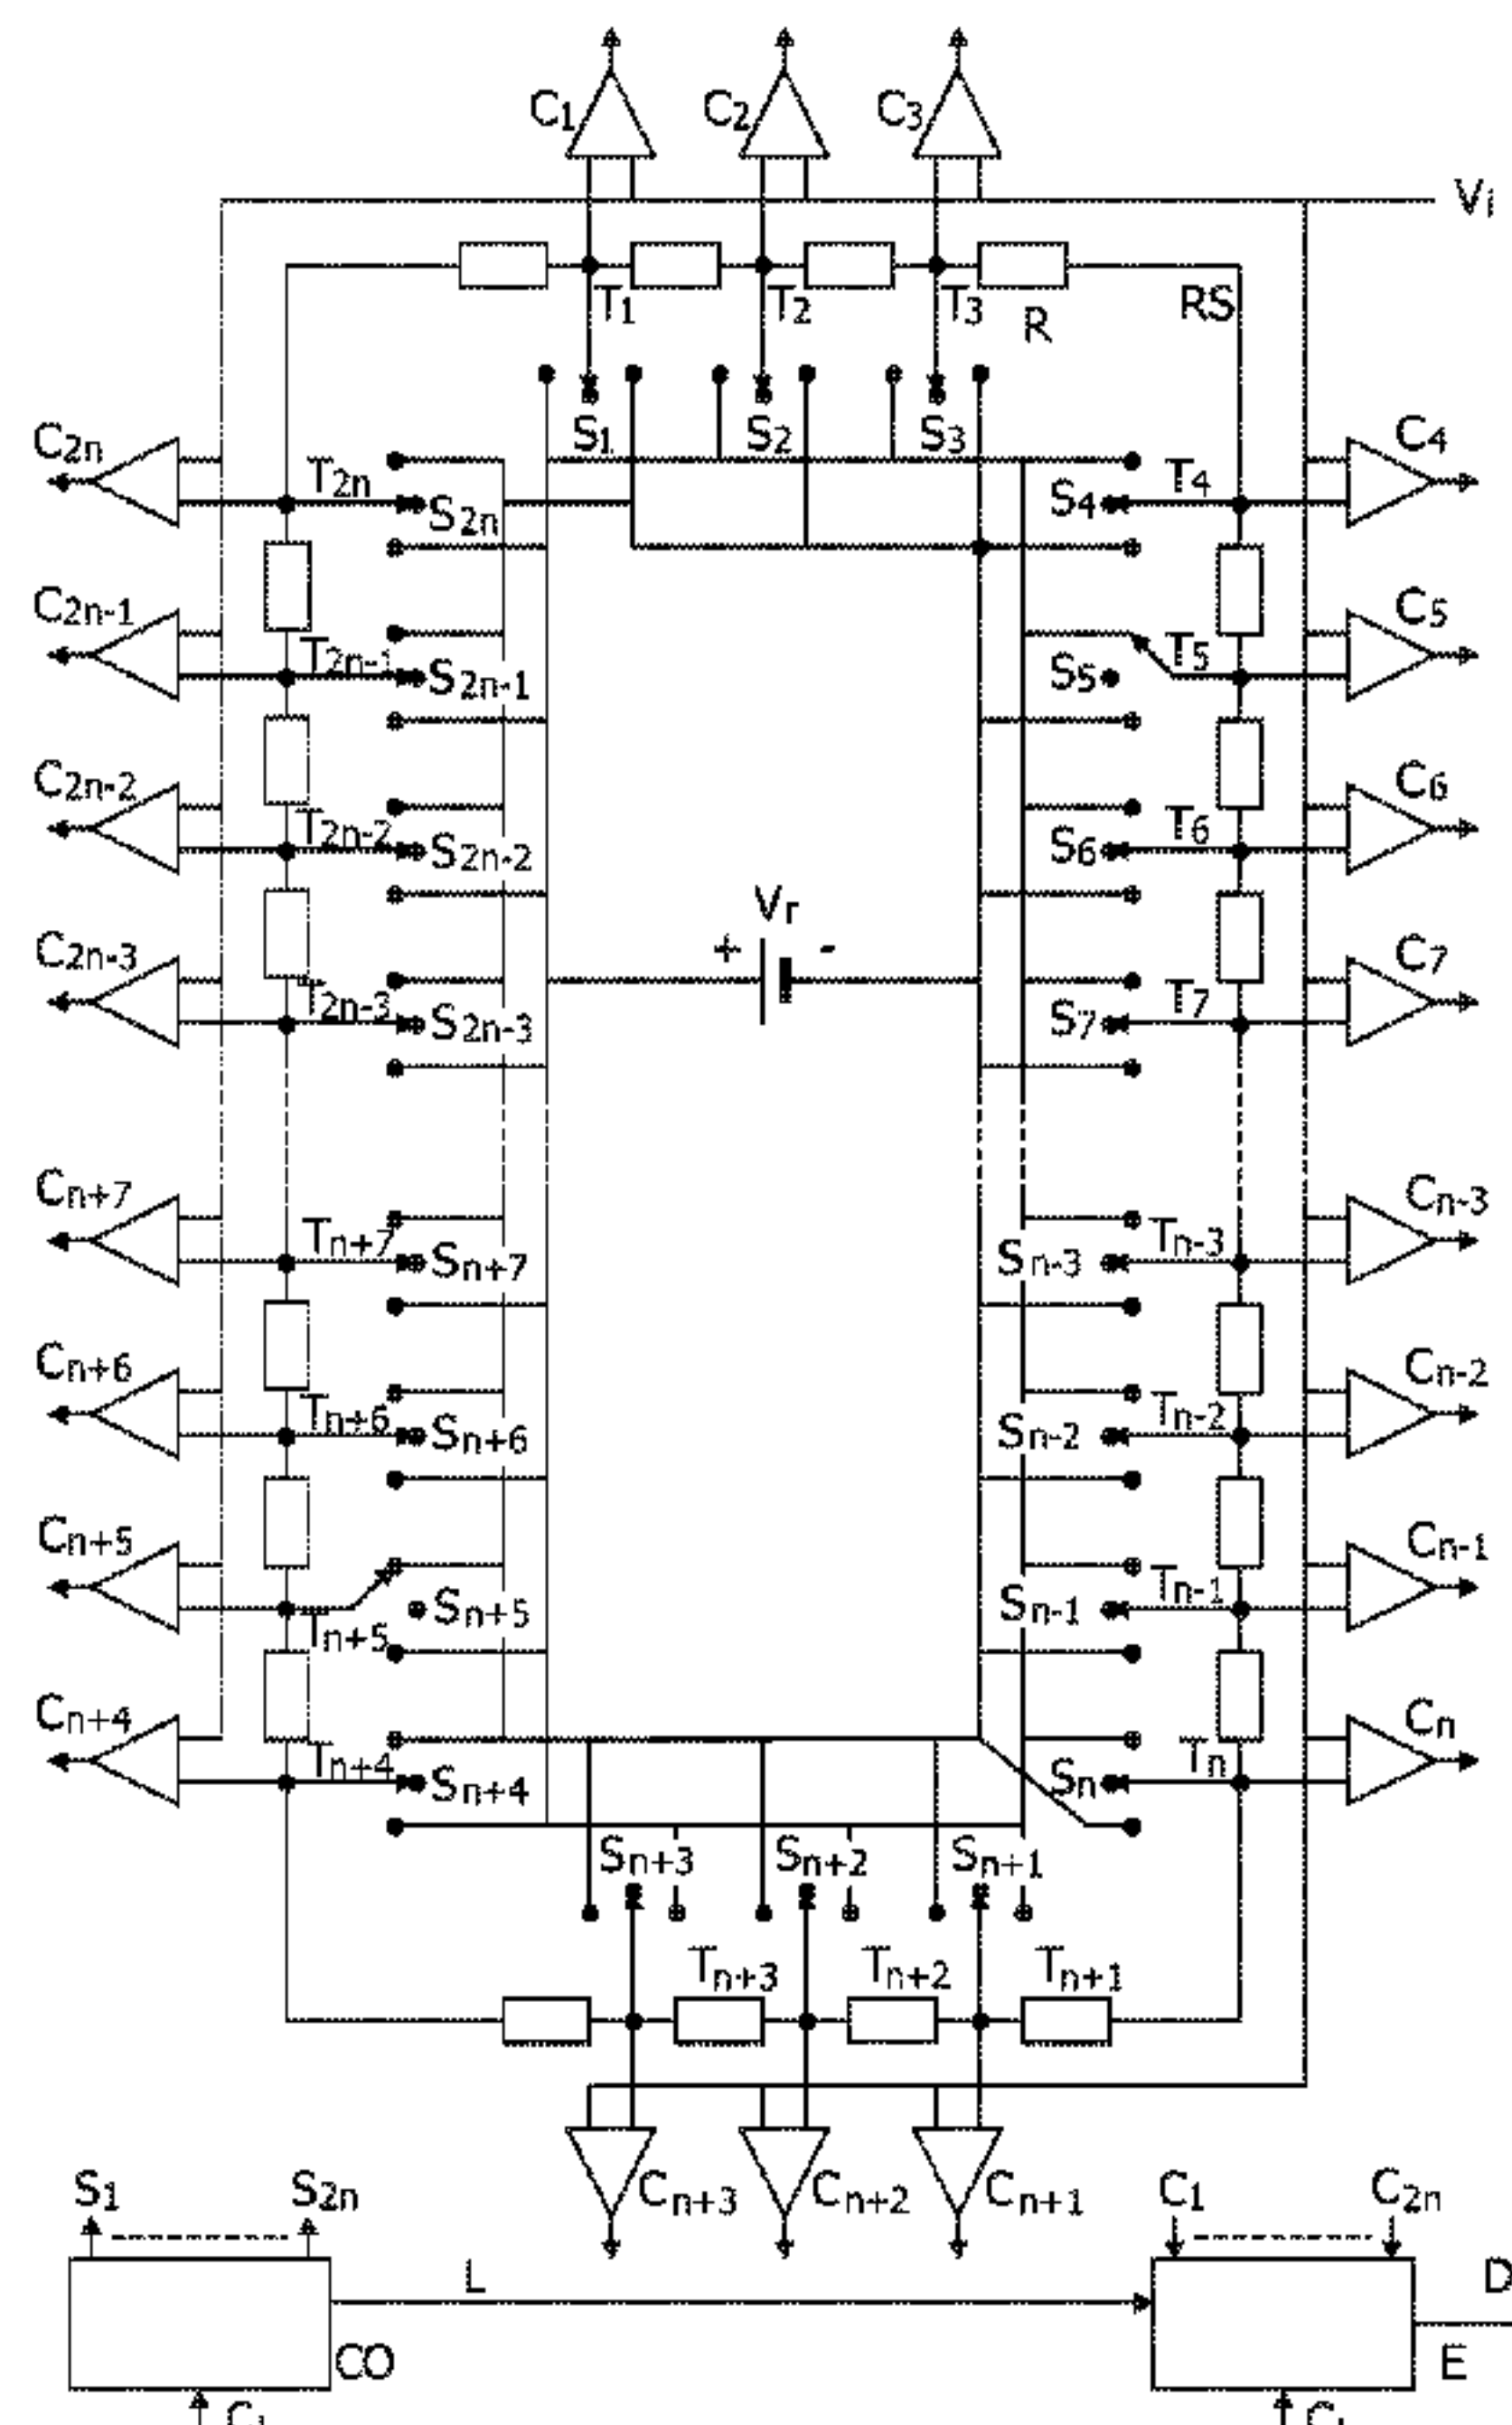 C1 C2 C3
Vi
T1 T2 T3 R RS
S1 S2 S3
C2n T2n S2n S4 T4 C4
C2n-1 T2n-1 S2n-1 S5 T5 C5
C2n-2 T2n-2 S2n-2 S6 T6 C6
Vr
+ -
C2n-3 T2n-3 S2n-3 S7 T7 C7
Cn+7 Tn+7 Sn+7 Sn-3 Tn-3 Cn-3
Cn+6 Tn+6 Sn+6 Sn-2 Tn-2 Cn-2
Cn+5 Tn+5 Sn+5 Sn-1 Tn-1 Cn-1
Cn+4 Tn+4 Sn+4 Sn Tn Cn
Sn+3 Sn+2 Sn+1
Tn+3 Tn+2 Tn+1
Cn+3 Cn+2 Cn+1
S1 S2n C1 C2n
L D
CO E